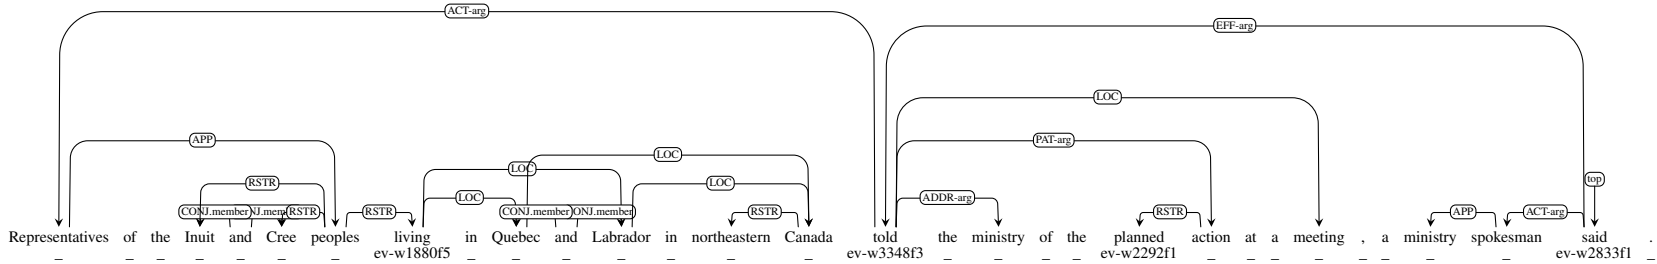 ACT-arg
EFF-arg
LOC
APP
PAT-arg
LOC
LOC
top
RSTR
LOC
LOC
ADDR-arg
CONJ.member
RSTR
RSTR
CONJ.member
RSTR
RSTR
APP
ACT-arg
Representatives of the Inuit and Cree peoples living in Quebec and Labrador in northeastern Canada told the ministry of the planned action at a meeting , a ministry spokesman said .
_ _ _ _ _ _ _ ev-w1880f5 _ _ _ _ _ _ _ ev-w3348f3 _ _ _ _ ev-w2292f1 _ _ _ _ _ _ _ _ ev-w2833f1 _